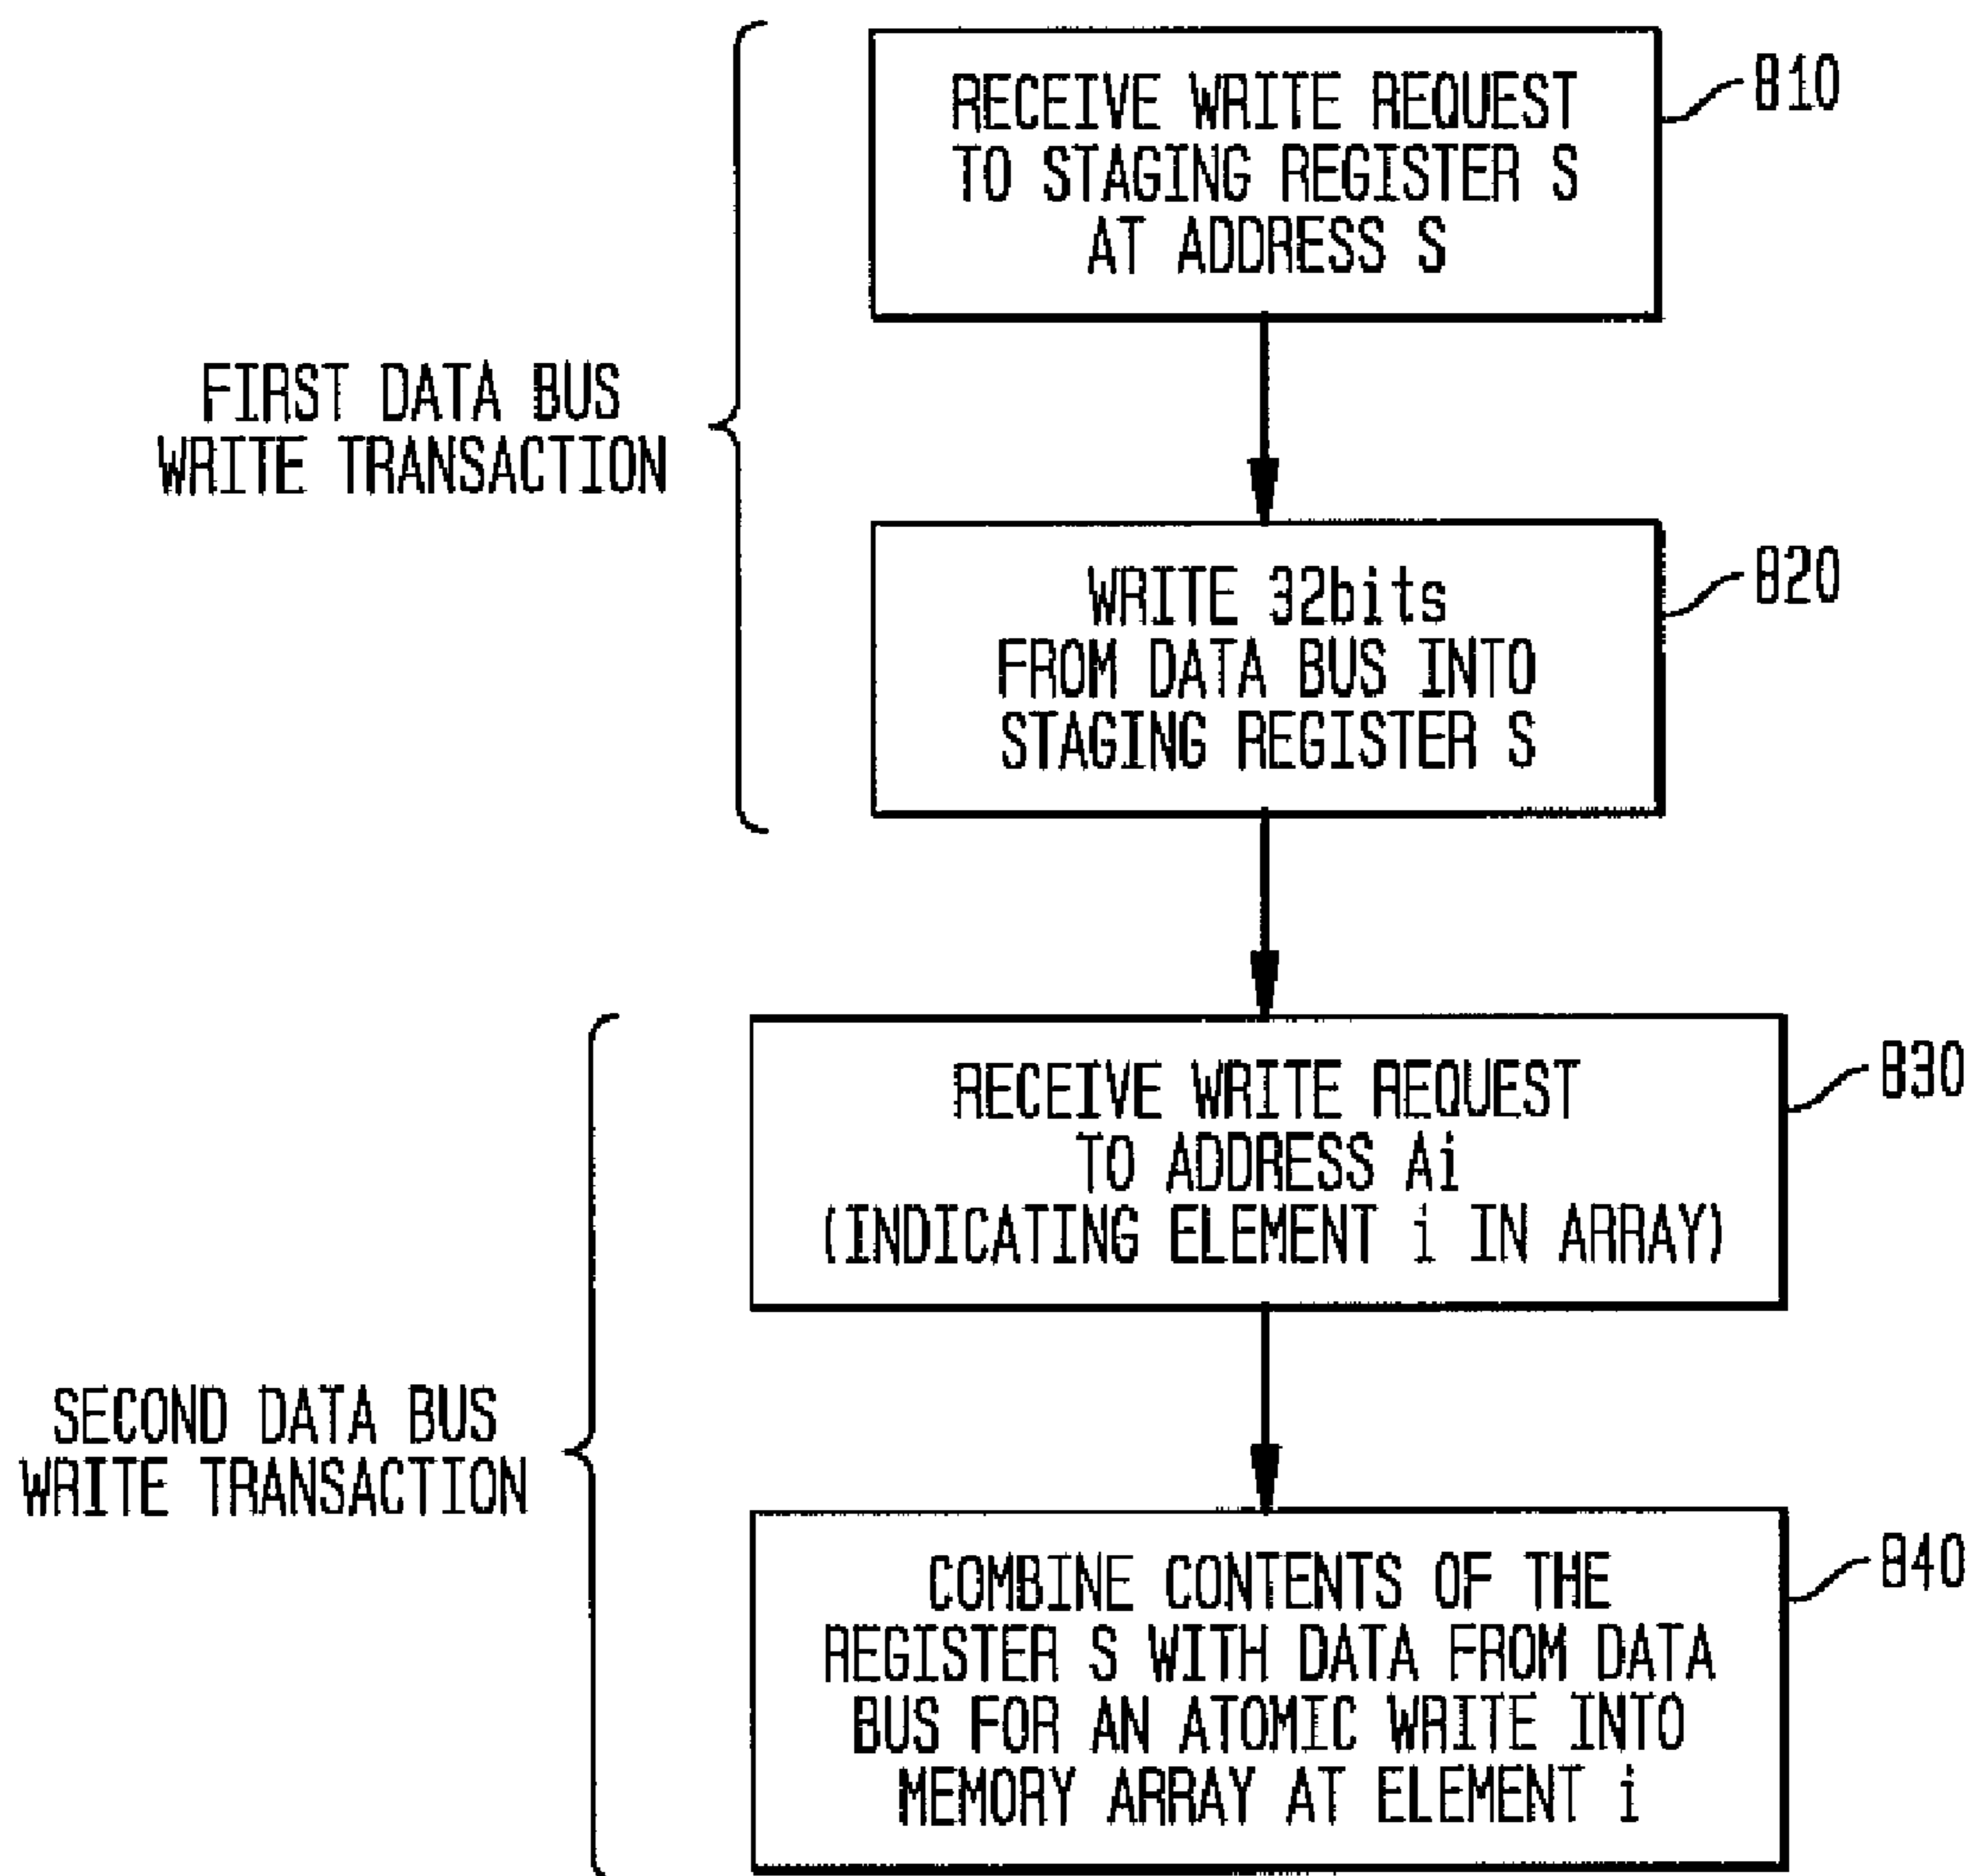 RECEIVE WRITE REQUEST
TO STAGING REGISTER S
AT ADDRESS S
810
FIRST DATA BUS
WRITE TRANSACTION
WRITE 32bits
FROM DATA BUS INTO
STAGING REGISTER S
820
RECEIVE WRITE REQUEST
TO ADDRESS Ai
(INDICATING ELEMENT i IN ARRAY)
830
SECOND DATA BUS
WRITE TRANSACTION
COMBINE CONTENTS OF THE
REGISTER S WITH DATA FROM DATA
BUS FOR AN ATOMIC WRITE INTO
MEMORY ARRAY AT ELEMENT i
840